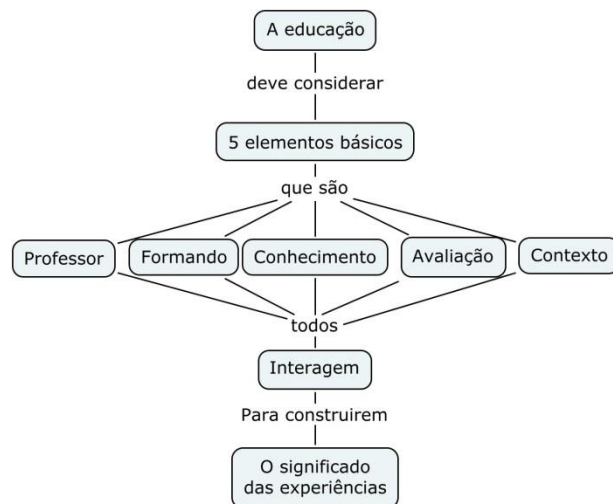 A educação
deve considerar
5 elementos básicos
que são
Professor
Formando
Conhecimento
Avaliação
Contexto
todos
Interagem
Para construirem
O significado
das experiências